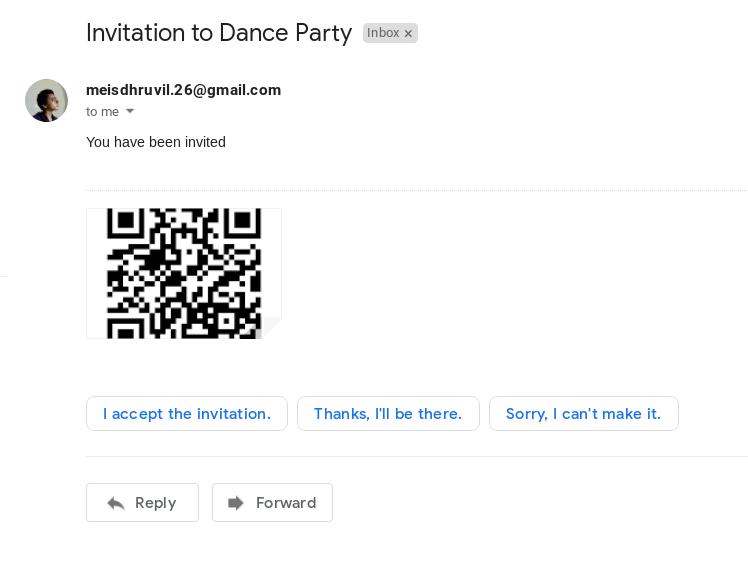 Invitation to Dance Party Inbox ×
meisdhruvil.26@gmail.com
to me
You have been invited
I accept the invitation. Thanks, I'll be there. Sorry, I can't make it.
Reply Forward